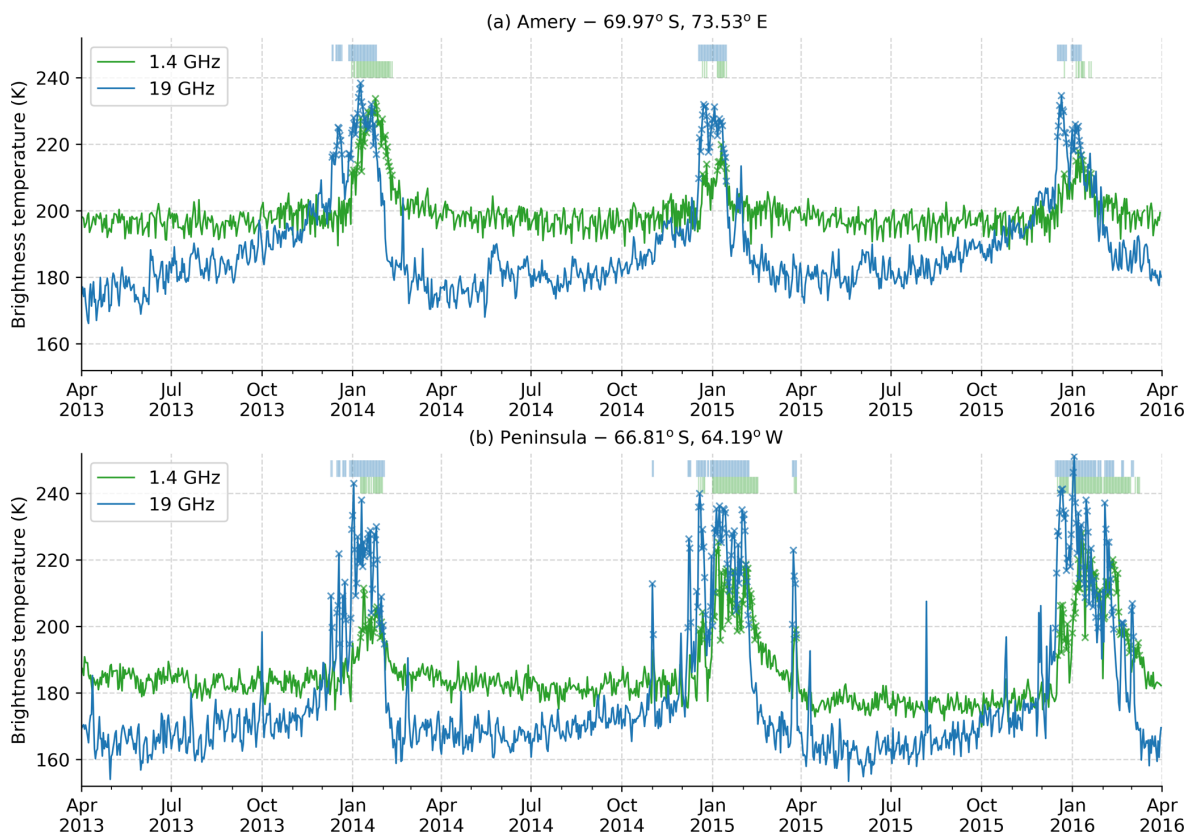 (a) Amery − 69.97° S, 73.53° E
Brightness temperature (K)
240
220
200
180
160
1.4 GHz
19 GHz
Apr Jul Oct Jan Apr Jul Oct Jan Apr Jul Oct Jan Apr
2013 2013 2013 2014 2014 2014 2014 2015 2015 2015 2015 2016 2016
(b) Peninsula − 66.81° S, 64.19° W
Brightness temperature (K)
240
220
200
180
160
1.4 GHz
19 GHz
Apr Jul Oct Jan Apr Jul Oct Jan Apr Jul Oct Jan Apr
2013 2013 2013 2014 2014 2014 2014 2015 2015 2015 2015 2016 2016